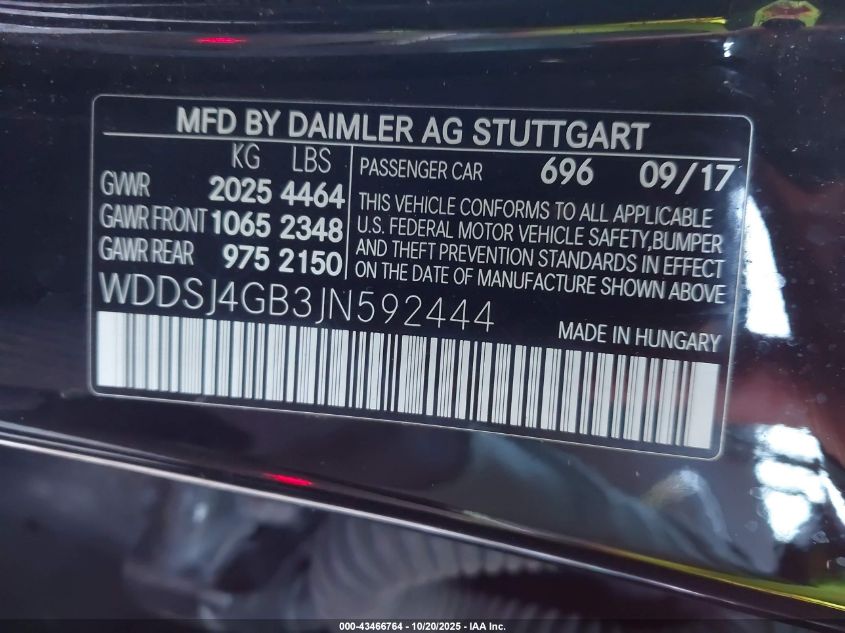 MFD BY DAIMLER AG STUTTGART
KG LBS
GVWR 2025 4464
GAWR FRONT 1065 2348
GAWR REAR 975 2150
PASSENGER CAR 696 09/17
THIS VEHICLE CONFORMS TO ALL APPLICABLE
U.S. FEDERAL MOTOR VEHICLE SAFETY,BUMPER
AND THEFT PREVENTION STANDARDS IN EFFECT
ON THE DATE OF MANUFACTURE SHOWN ABOVE
WDDSJ4GB3JN592444
MADE IN HUNGARY
000-43466764 - 10/20/2025 - IAA Inc.